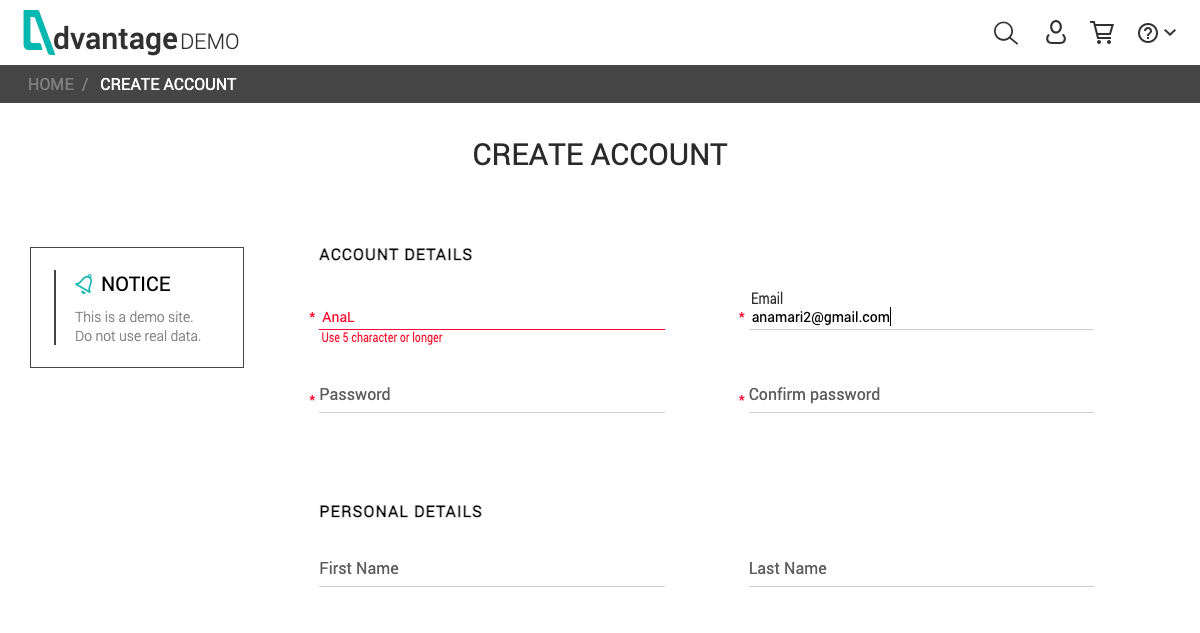 dvantage DEMO
HOME / CREATE ACCOUNT
CREATE ACCOUNT
NOTICE
This is a demo site.
Do not use real data.
ACCOUNT DETAILS
* AnaL
Use 5 character or longer
Email
* anamari2@gmail.com
* Password
* Confirm password
PERSONAL DETAILS
First Name
Last Name